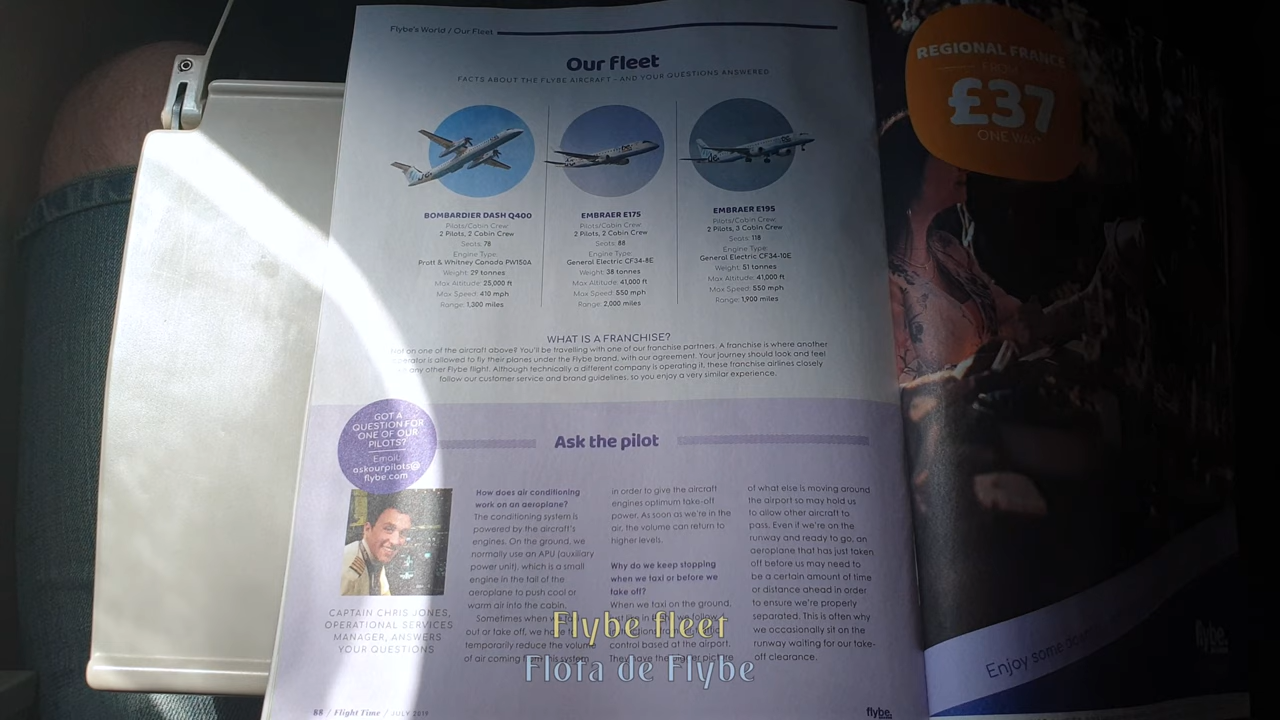 Flybe's World / Our Fleet
Our fleet
FACTS ABOUT THE FLYBE AIRCRAFT – AND YOUR QUESTIONS ANSWERED
BOMBARDIER DASH Q400
Pilots/Cabin Crew:
2 Pilots, 2 Cabin Crew
Seats: 78
Engine Type:
Pratt & Whitney Canada PW150A
Weight: 29 tonnes
Max Altitude: 25,000 ft
Max Speed: 410 mph
Range: 1,300 miles
EMBRAER E175
Pilots/Cabin Crew:
2 Pilots, 2 Cabin Crew
Seats: 88
Engine Type:
General Electric CF34-8E
Weight: 38 tonnes
Max Altitude: 41,000 ft
Max Speed: 550 mph
Range: 2,000 miles
EMBRAER E195
Pilots/Cabin Crew:
2 Pilots, 3 Cabin Crew
Seats: 118
Engine Type:
General Electric CF34-10E
Weight: 51 tonnes
Max Altitude: 41,000 ft
Max Speed: 550 mph
Range: 1,900 miles
WHAT IS A FRANCHISE?
Not on one of the aircraft above? You'll be travelling with one of our franchise partners. A franchise is where another
operator is allowed to fly their planes under the Flybe brand, with our agreement. Your journey should look and feel
any other Flybe flight. Although technically a different company is operating it, these franchise airlines closely
follow our customer service and brand guidelines, so you enjoy a very similar experience.
GOT A
QUESTION FOR
ONE OF OUR
PILOTS?
Email:
askourpilots@
flybe.com
Ask the pilot
CAPTAIN CHRIS JONES,
OPERATIONAL SERVICES
MANAGER, ANSWERS
YOUR QUESTIONS
How does air conditioning
work on an aeroplane?
The conditioning system is
powered by the aircraft's
engines. On the ground, we
normally use an APU (auxiliary
power unit), which is a small
engine in the tail of the
aeroplane to push cool or
warm air into the cabin.
Sometimes when we
out or take off, we have to
temporarily reduce the volume
of air coming from this system
in order to give the aircraft
engines optimum take-off
power. As soon as we're in the
air, the volume can return to
higher levels.
Why do we keep stopping
when we taxi or before we
take off?
When we taxi on the ground,
we follow
control based at the airport.
They picture
of what else is moving around
the airport so may hold us
to allow other aircraft to
pass. Even if we're on the
runway and ready to go, an
aeroplane that has just taken
off before us may need to
be a certain amount of time
or distance ahead in order
to ensure we're properly
separated. This is often why
we occasionally sit on the
runway waiting for our take-
off clearance.
88 / Flight Time / JULY 2019
flybe.
REGIONAL FRANCE
FROM
£37
ONE WAY
Enjoy some
flybe.
Flybe fleet
Flota de Flybe